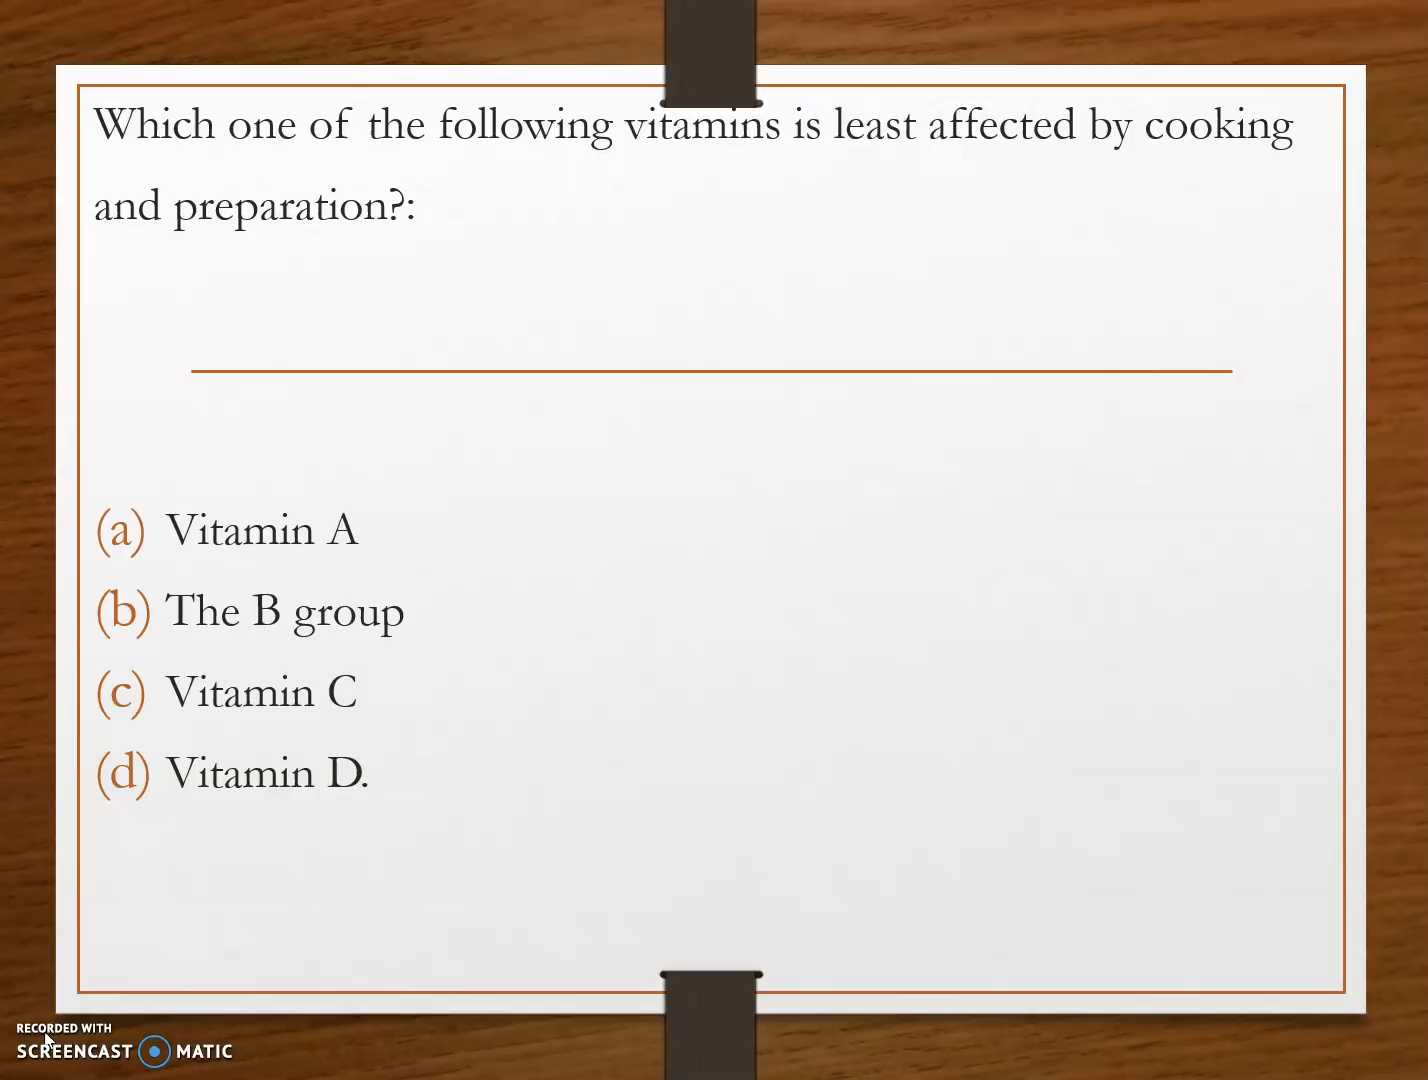 Which one of the following vitamins is least affected by cooking
and preparation?:
(a) Vitamin A
(b) The B group
(c) Vitamin C
(d) Vitamin D.
RECORDED WITH
SCREENCAST MATIC